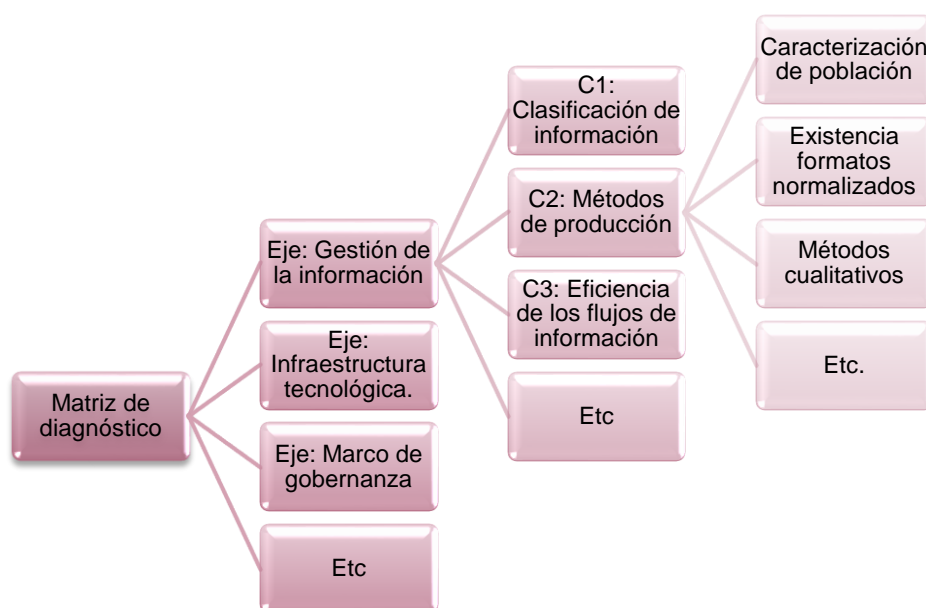 Matriz de
diagnóstico
Eje: Gestión de
la información
Eje:
Infraestructura
tecnológica.
Eje: Marco de
gobernanza
Etc
C1:
Clasificación de
información
C2: Métodos
de producción
C3: Eficiencia
de los flujos de
información
Etc
Caracterización
de población
Existencia
formatos
normalizados
Métodos
cualitativos
Etc.